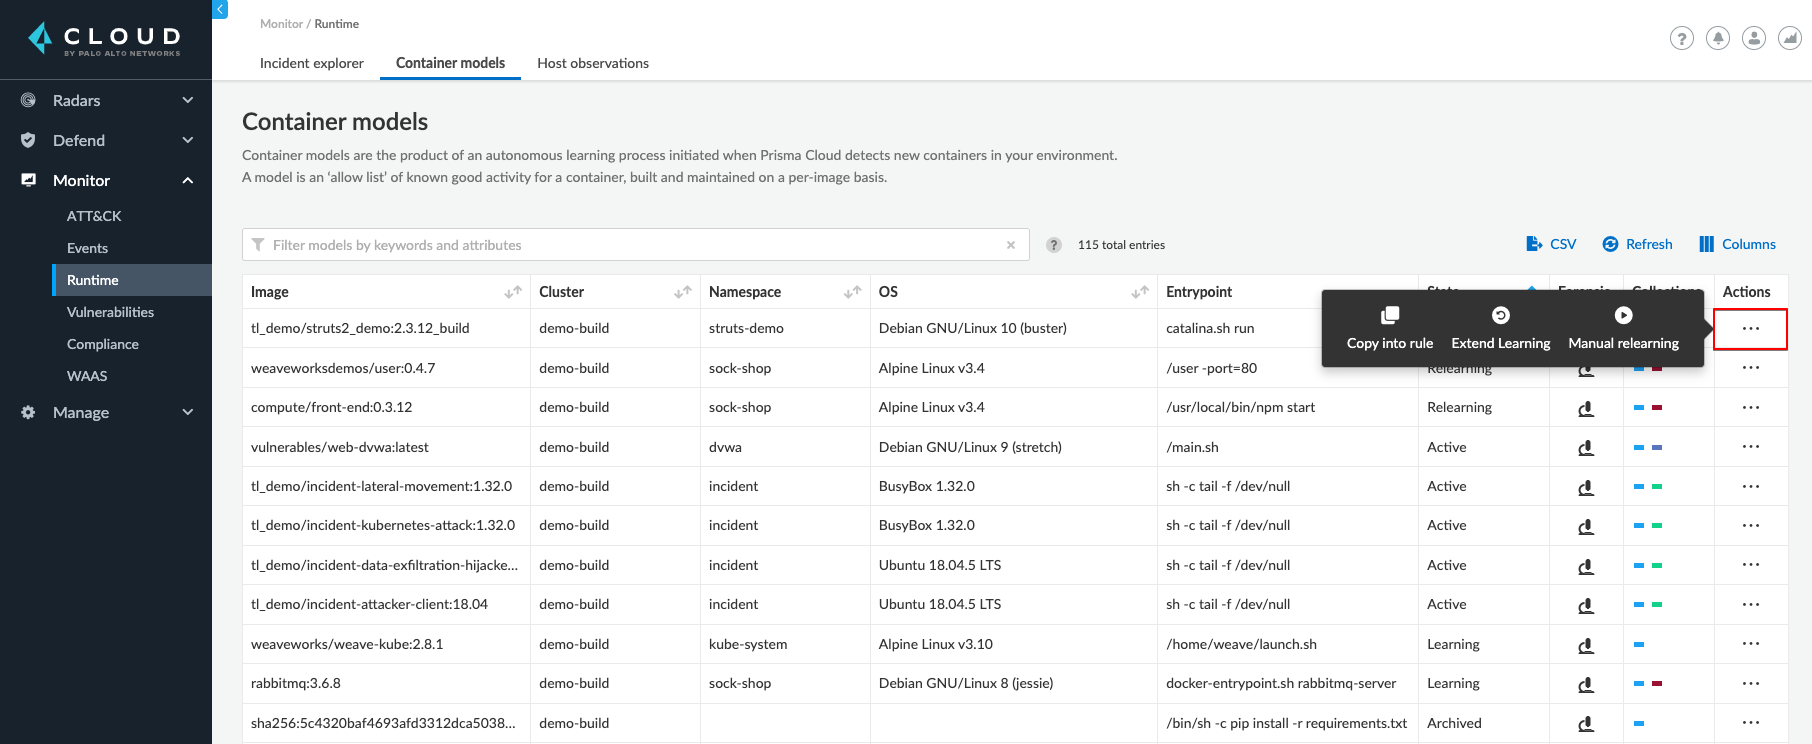 CLOUD
BY PALO ALTO NETWORKS
Radars
Defend
Monitor
ATT&CK
Events
Runtime
Vulnerabilities
Compliance
WAAS
Manage
Monitor / Runtime
Incident explorer Container models Host observations
Container models
Container models are the product of an autonomous learning process initiated when Prisma Cloud detects new containers in your environment.
A model is an ‘allow list’ of known good activity for a container, built and maintained on a per-image basis.
Filter models by keywords and attributes × ? 115 total entries CSV Refresh Columns
Image Cluster Namespace OS Entrypoint State Forensic Collections Actions
Copy into rule Extend Learning Manual relearning
tl_demo/struts2_demo:2.3.12_build demo-build struts-demo Debian GNU/Linux 10 (buster) catalina.sh run ...
weaveworksdemos/user:0.4.7 demo-build sock-shop Alpine Linux v3.4 /user -port=80 Relearning ...
compute/front-end:0.3.12 demo-build sock-shop Alpine Linux v3.4 /usr/local/bin/npm start Relearning ...
vulnerables/web-dvwa:latest demo-build dvwa Debian GNU/Linux 9 (stretch) /main.sh Active ...
tl_demo/incident-lateral-movement:1.32.0 demo-build incident BusyBox 1.32.0 sh -c tail -f /dev/null Active ...
tl_demo/incident-kubernetes-attack:1.32.0 demo-build incident BusyBox 1.32.0 sh -c tail -f /dev/null Active ...
tl_demo/incident-data-exfiltration-hijacke... demo-build incident Ubuntu 18.04.5 LTS sh -c tail -f /dev/null Active ...
tl_demo/incident-attacker-client:18.04 demo-build incident Ubuntu 18.04.5 LTS sh -c tail -f /dev/null Active ...
weaveworks/weave-kube:2.8.1 demo-build kube-system Alpine Linux v3.10 /home/weave/launch.sh Learning ...
rabbitmq:3.6.8 demo-build sock-shop Debian GNU/Linux 8 (jessie) docker-entrypoint.sh rabbitmq-server Learning ...
sha256:5c4320baf4693afd3312dca5038... demo-build /bin/sh -c pip install -r requirements.txt Archived ...